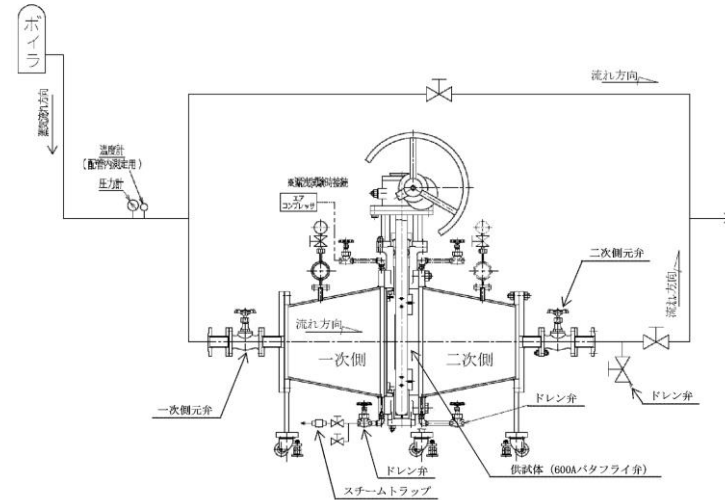 ボイラ
蒸気流れ方向
温度計
(配管内測定用)
圧力計
流れ方向
エア
コンプレッサ
流れ方向
二次側元弁
流れ方向
一次側
二次側
一次側元弁
ドレン弁
ドレン弁
ドレン弁
供試体 (600Aバタフライ弁)
スチームトラップ